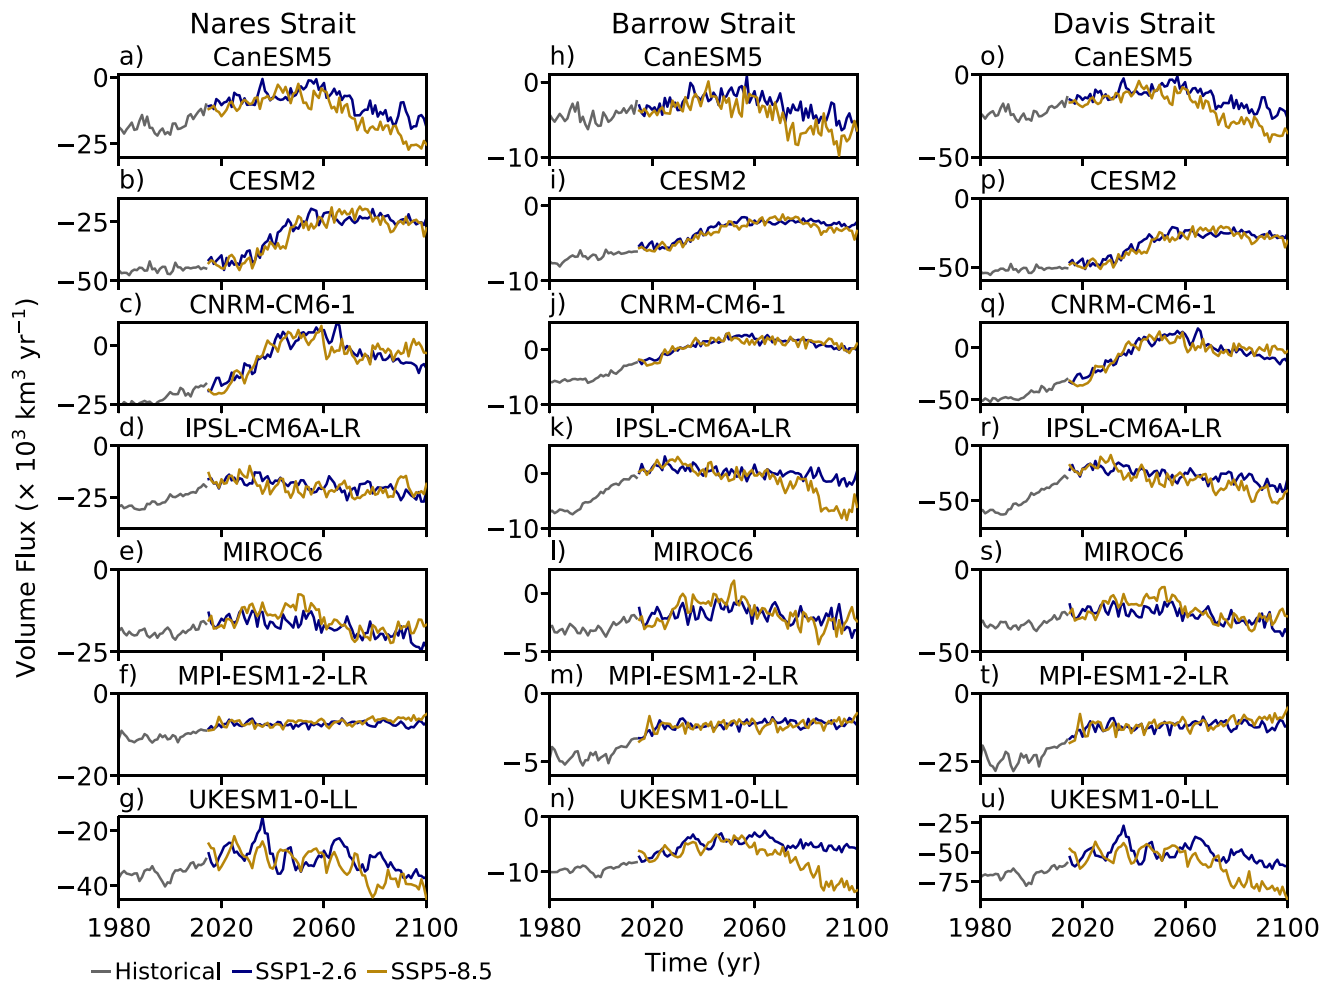 Nares Strait Barrow Strait Davis Strait
a) CanESM5 h) CanESM5 o) CanESM5
0 −25 0 −10 0 −50
b) CESM2 i) CESM2 p) CESM2
−25 −50 0 −10 0 −50
c) CNRM-CM6-1 j) CNRM-CM6-1 q) CNRM-CM6-1
0 −25 0 −10 0 −50
d) IPSL-CM6A-LR k) IPSL-CM6A-LR r) IPSL-CM6A-LR
0 −25 0 −10 0 −50
e) MIROC6 l) MIROC6 s) MIROC6
0 −25 0 −5 0 −50
f) MPI-ESM1-2-LR m) MPI-ESM1-2-LR t) MPI-ESM1-2-LR
0 −20 0 −5 0 −25
g) UKESM1-0-LL n) UKESM1-0-LL u) UKESM1-0-LL
−20 −40 0 −10 −25 −50 −75
1980 2020 2060 2100 1980 2020 2060 2100 1980 2020 2060 2100
Volume Flux (× 10³ km³ yr⁻¹)
Time (yr)
Historical SSP1-2.6 SSP5-8.5